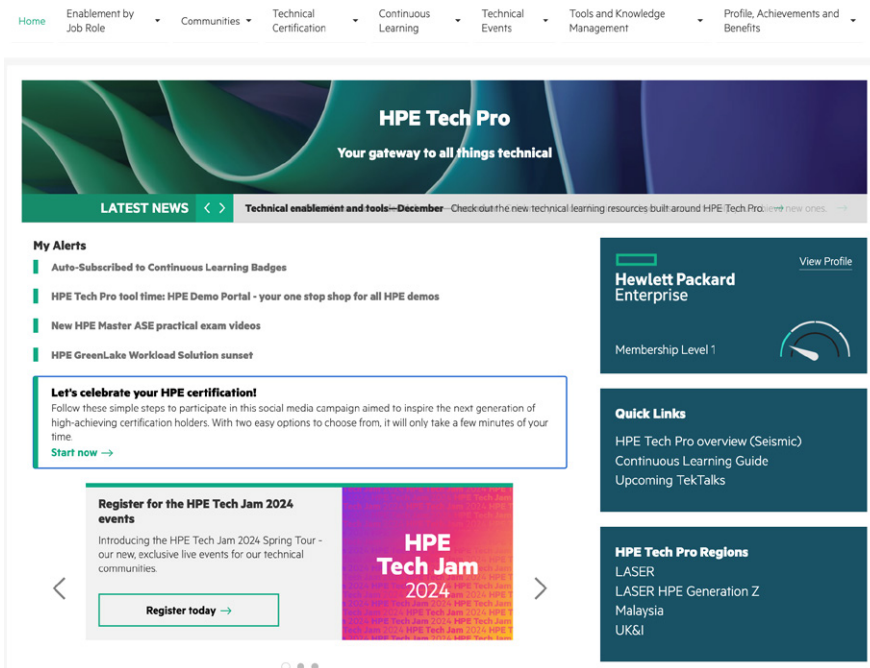 Home
Enablement by
Job Role
Communities
Technical
Certification
Continuous
Learning
Technical
Events
Tools and Knowledge
Management
Profile, Achievements and
Benefits
HPE Tech Pro
Your gateway to all things technical
LATEST NEWS
Technical enablement and tools—December Check out the new technical learning resources built around HPE Tech Pro. new ones.
My Alerts
Auto-Subscribed to Continuous Learning Badges
HPE Tech Pro tool time: HPE Demo Portal - your one stop shop for all HPE demos
New HPE Master ASE practical exam videos
HPE GreenLake Workload Solution sunset
Let's celebrate your HPE certification!
Follow these simple steps to participate in this social media campaign aimed to inspire the next generation of
high-achieving certification holders. With two easy options to choose from, it will only take a few minutes of your
time.
Start now →
Register for the HPE Tech Jam 2024
events
Introducing the HPE Tech Jam 2024 Spring Tour -
our new, exclusive live events for our technical
communities.
Register today →
HPE
Tech Jam
2024
View Profile
Hewlett Packard
Enterprise
Membership Level 1
Quick Links
HPE Tech Pro overview (Seismic)
Continuous Learning Guide
Upcoming TekTalks
HPE Tech Pro Regions
LASER
LASER HPE Generation Z
Malaysia
UK&I